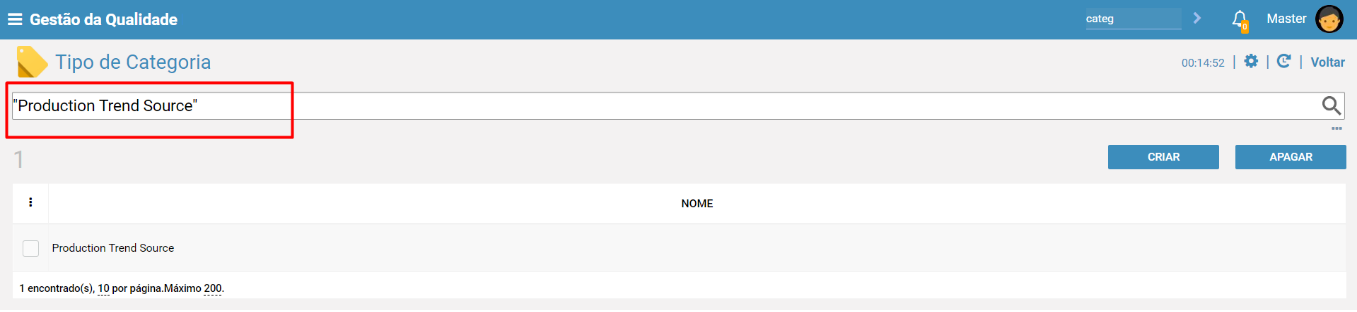 Gestão da Qualidade
categ
0
Master
Tipo de Categoria
00:14:52 | | | Voltar
"Production Trend Source"
1
CRIAR
APAGAR
NOME
Production Trend Source
1 encontrado(s), 10 por página.Máximo 200.